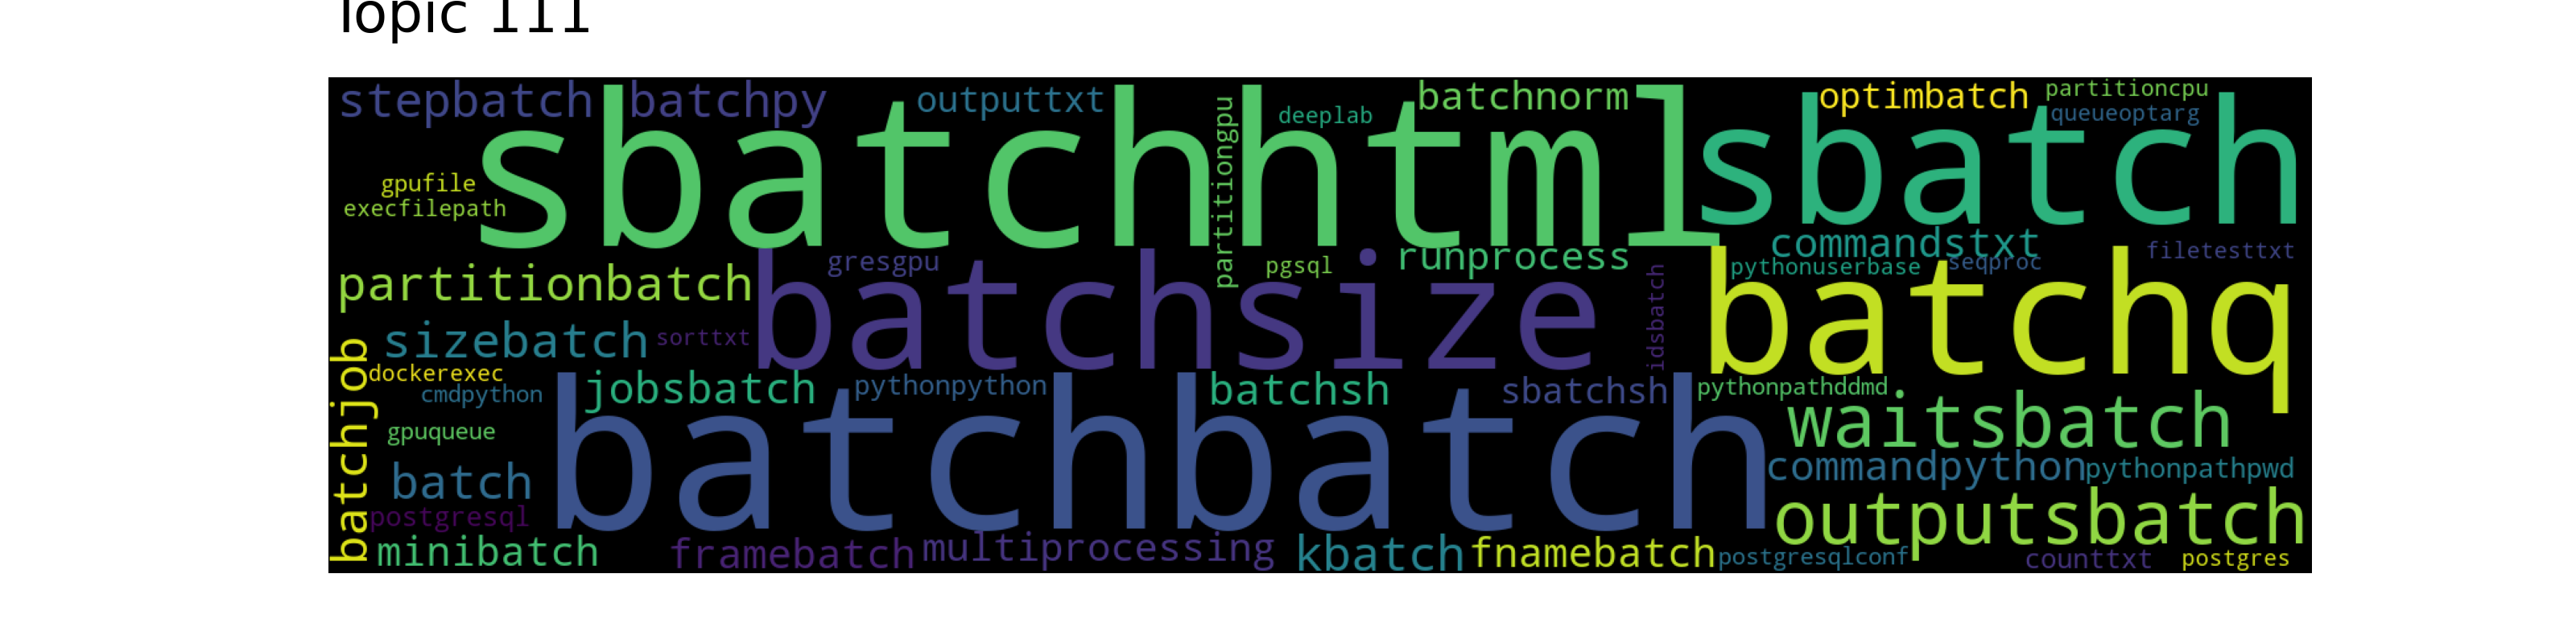 Topic 111
stepbatch batchpy outputtxt deeplab batchnorm optimbatch partitioncpu
queueoptarg
sbatchhtml sbatch
partitiongpu
gpufile
execfilepath
commandstxt filetesttxt
partitionbatch gresgpu pgsql runprocess pythonuserbase seqproc
batchsize batchq
idsbatch
sizebatch sorttxt
dockerexec
cmdpython jobsbatch pythonpython batchsh sbatchsh pythonpathddmd
batchjob
gpuqueue waitsbatch
batch batchbatch commandpython pythonpathpwd
postgresql outputsbatch
minibatch framebatch multiprocessing kbatch fnamebatch postgresqlconf counttxt postgres